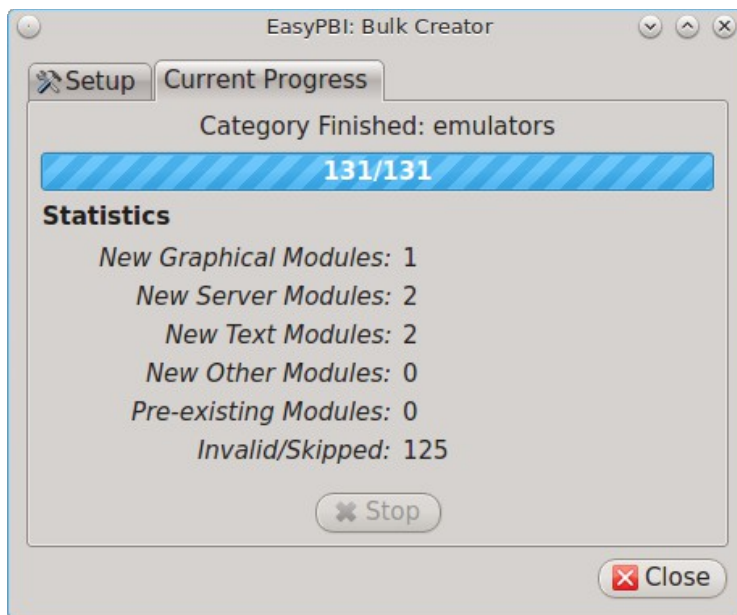 EasyPBI: Bulk Creator
Setup Current Progress
Category Finished: emulators
131/131
Statistics
New Graphical Modules: 1
New Server Modules: 2
New Text Modules: 2
New Other Modules: 0
Pre-existing Modules: 0
Invalid/Skipped: 125
Stop
Close